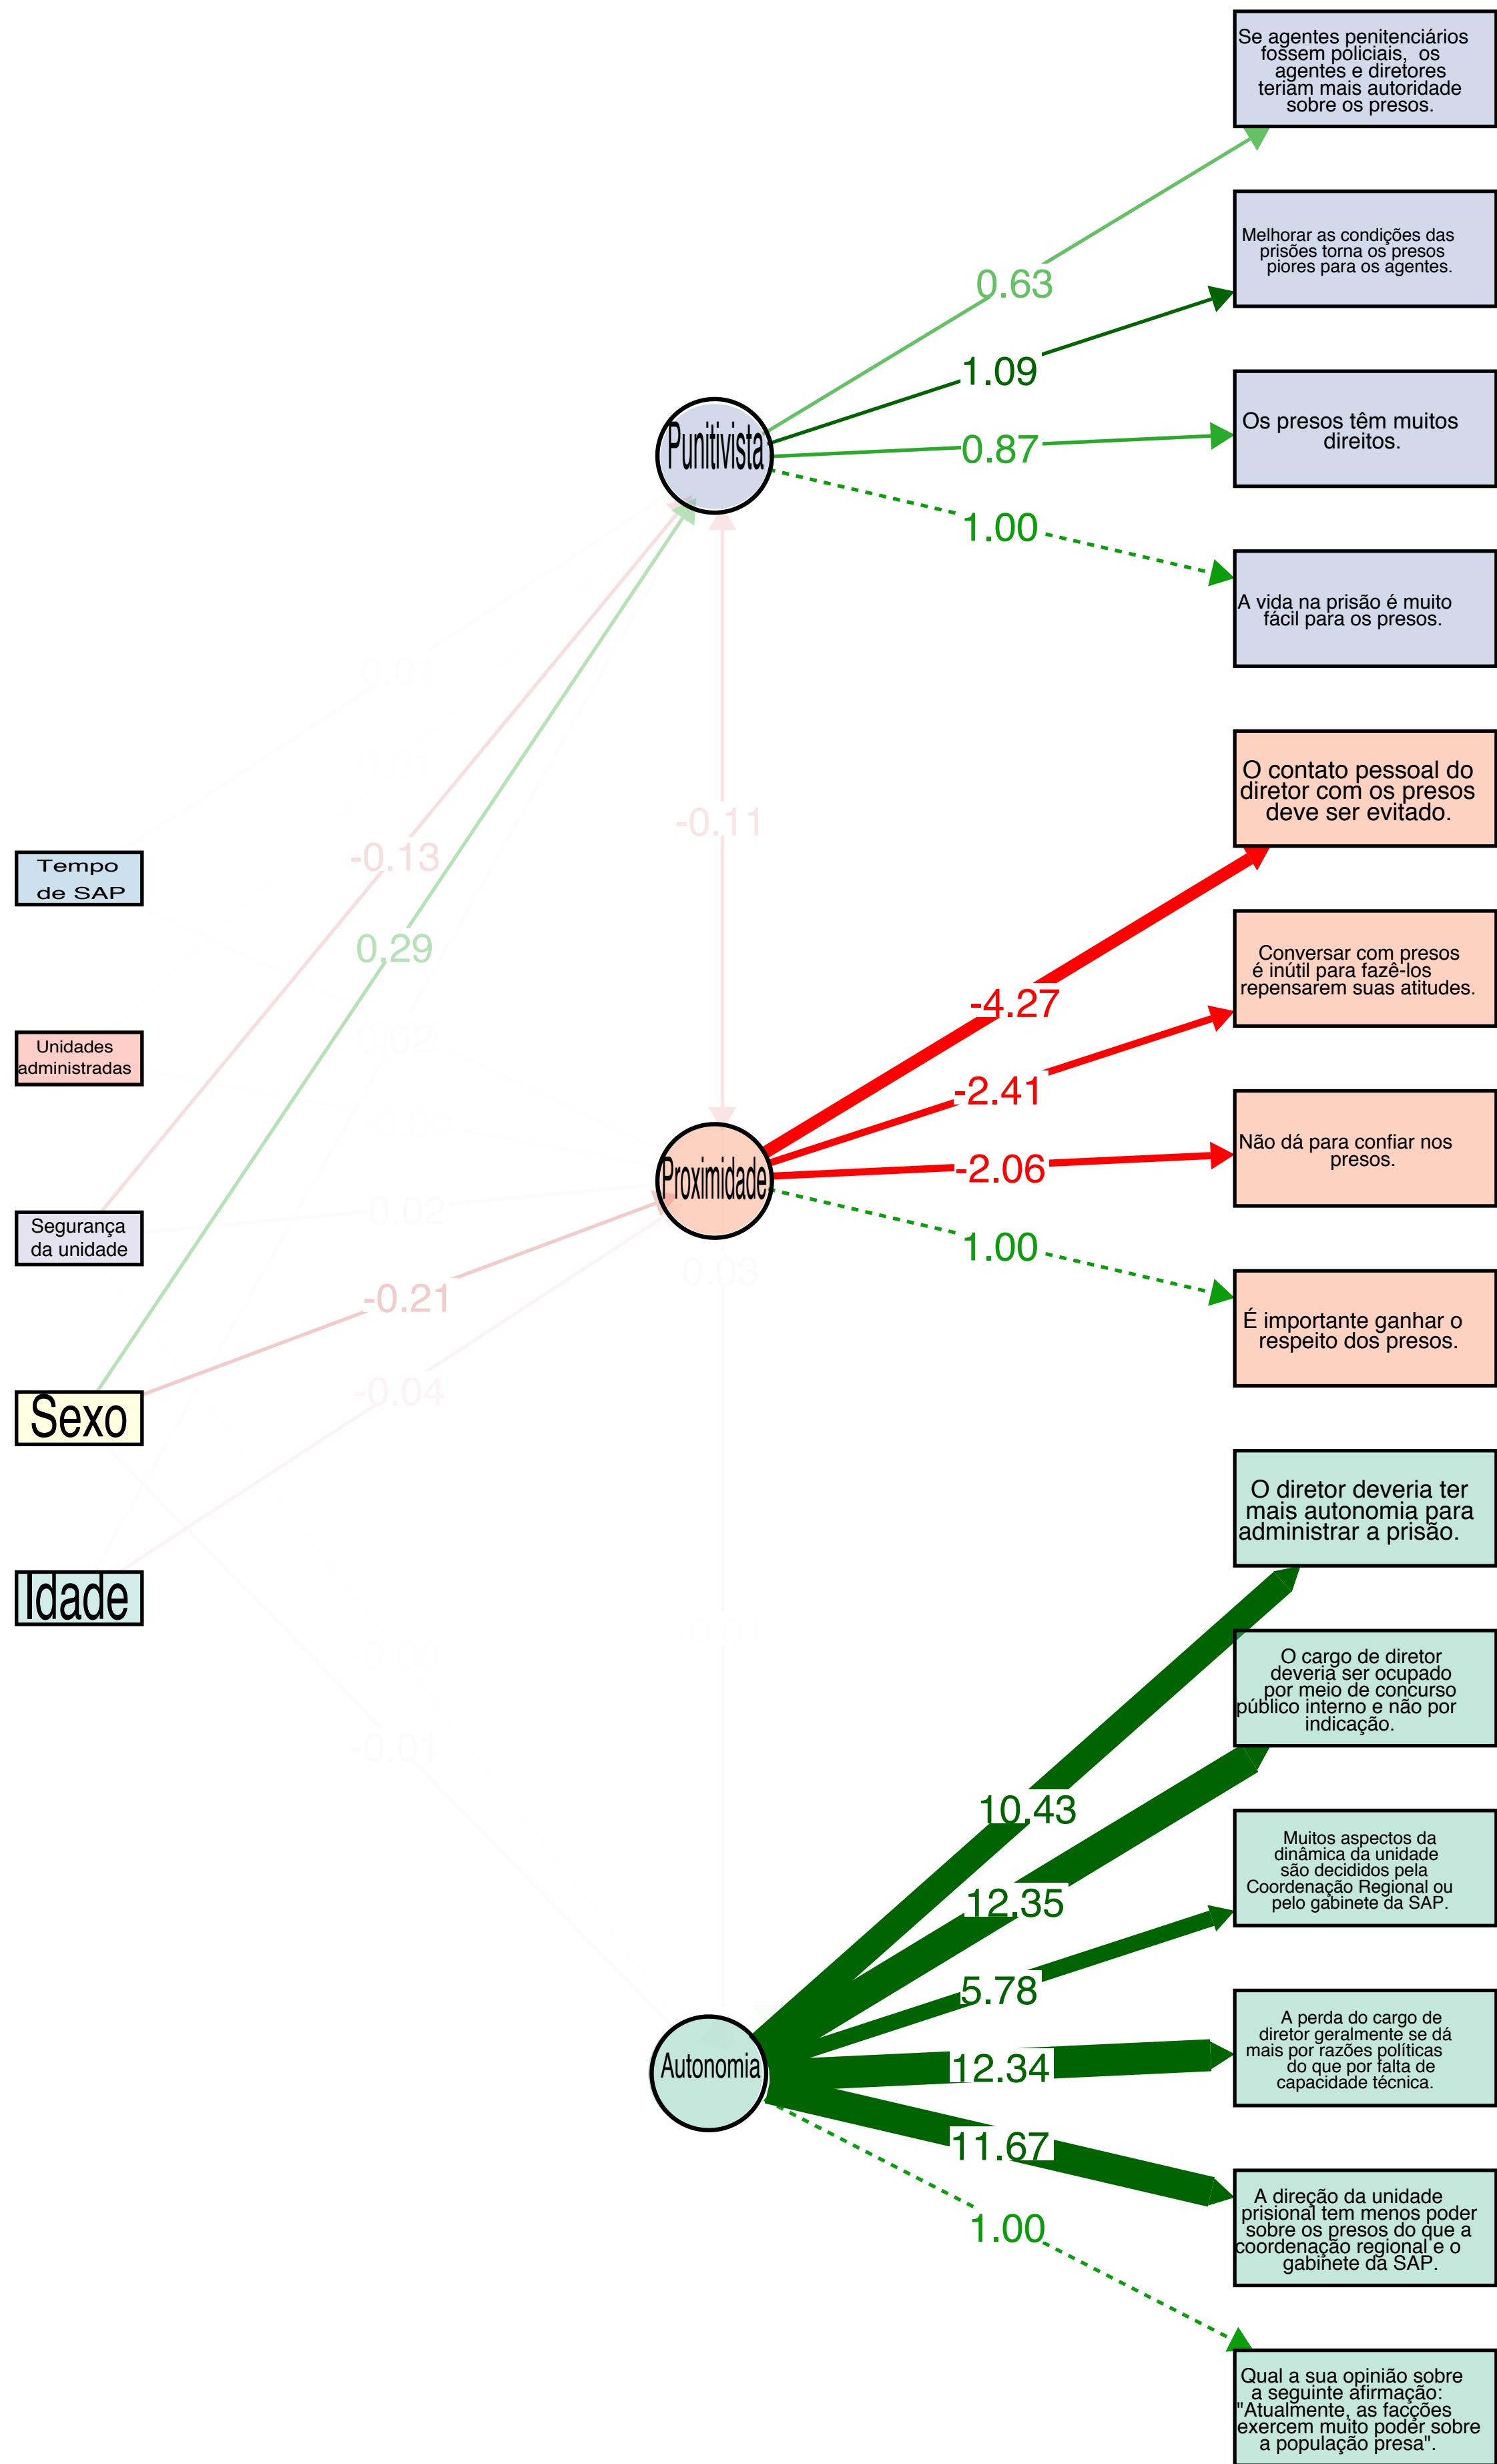 Se agentes penitenciários
fossem policiais, os
agentes e diretores
teriam mais autoridade
sobre os presos.
Melhorar as condições das
prisões torna os presos
piores para os agentes.
Os presos têm muitos
direitos.
A vida na prisão é muito
fácil para os presos.
O contato pessoal do
diretor com os presos
deve ser evitado.
Conversar com presos
é inútil para fazê-los
repensarem suas atitudes.
Não dá para confiar nos
presos.
É importante ganhar o
respeito dos presos.
O diretor deveria ter
mais autonomia para
administrar a prisão.
O cargo de diretor
deveria ser ocupado
por meio de concurso
público interno e não por
indicação.
Muitos aspectos da
dinâmica da unidade
são decididos pela
Coordenação Regional ou
pelo gabinete da SAP.
A perda do cargo de
diretor geralmente se dá
mais por razões políticas
do que por falta de
capacidade técnica.
A direção da unidade
prisional tem menos poder
sobre os presos do que a
coordenação regional e o
gabinete da SAP.
Qual a sua opinião sobre
a seguinte afirmação:
"Atualmente, as facções
exercem muito poder sobre
a população presa".
Punitivista
Proximidade
Autonomia
Tempo
de SAP
Unidades
administradas
Segurança
da unidade
Sexo
Idade
0.63
1.09
0.87
1.00
-4.27
-2.41
-2.06
1.00
10.43
12.35
5.78
12.34
11.67
1.00
-0.11
0.03
0.01
-0.13
0.29
0.02
-0.21
-0.04
-0.01